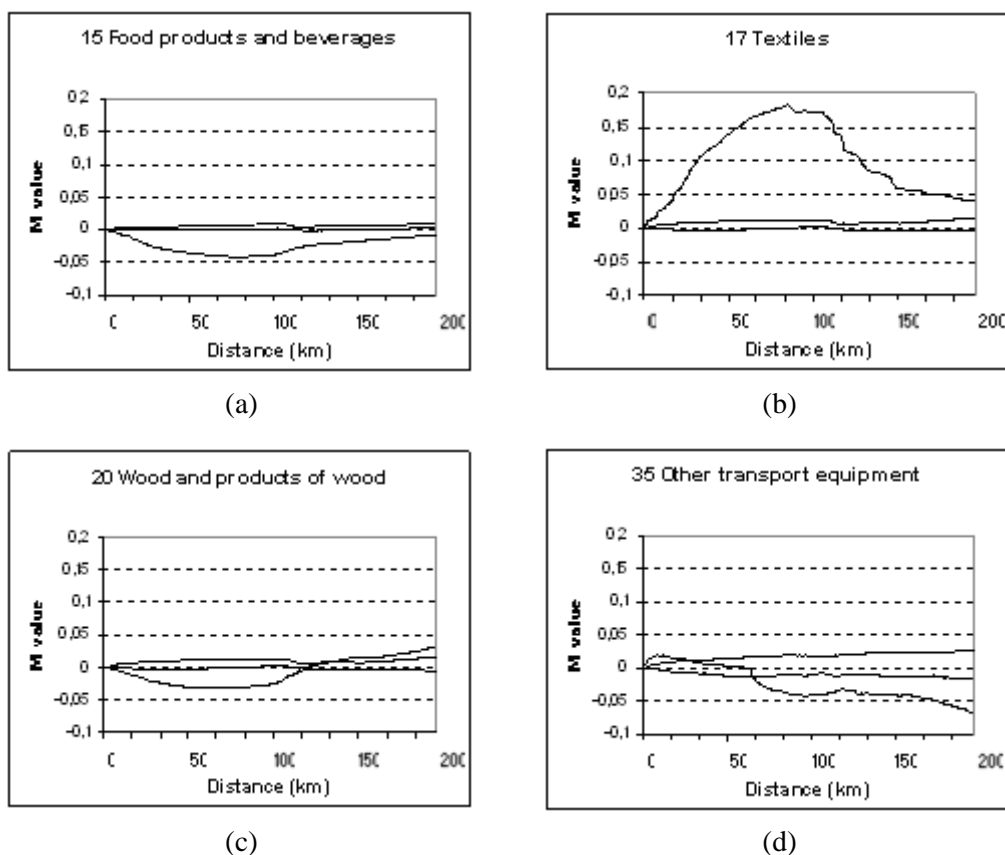 15 Food products and beverages
0,2
0,15
0,1
0,05
0
-0,05
-0,1
M value
0 50 100 150 200
Distance (km)
(a)
17 Textiles
0,2
0,15
0,1
0,05
0
-0,05
-0,1
M value
0 50 100 150 200
Distance (km)
(b)
20 Wood and products of wood
0,2
0,15
0,1
0,05
0
-0,05
-0,1
M value
0 50 100 150 200
Distance (km)
(c)
35 Other transport equipment
0,2
0,15
0,1
0,05
0
-0,05
-0,1
M value
0 50 100 150 200
Distance (km)
(d)